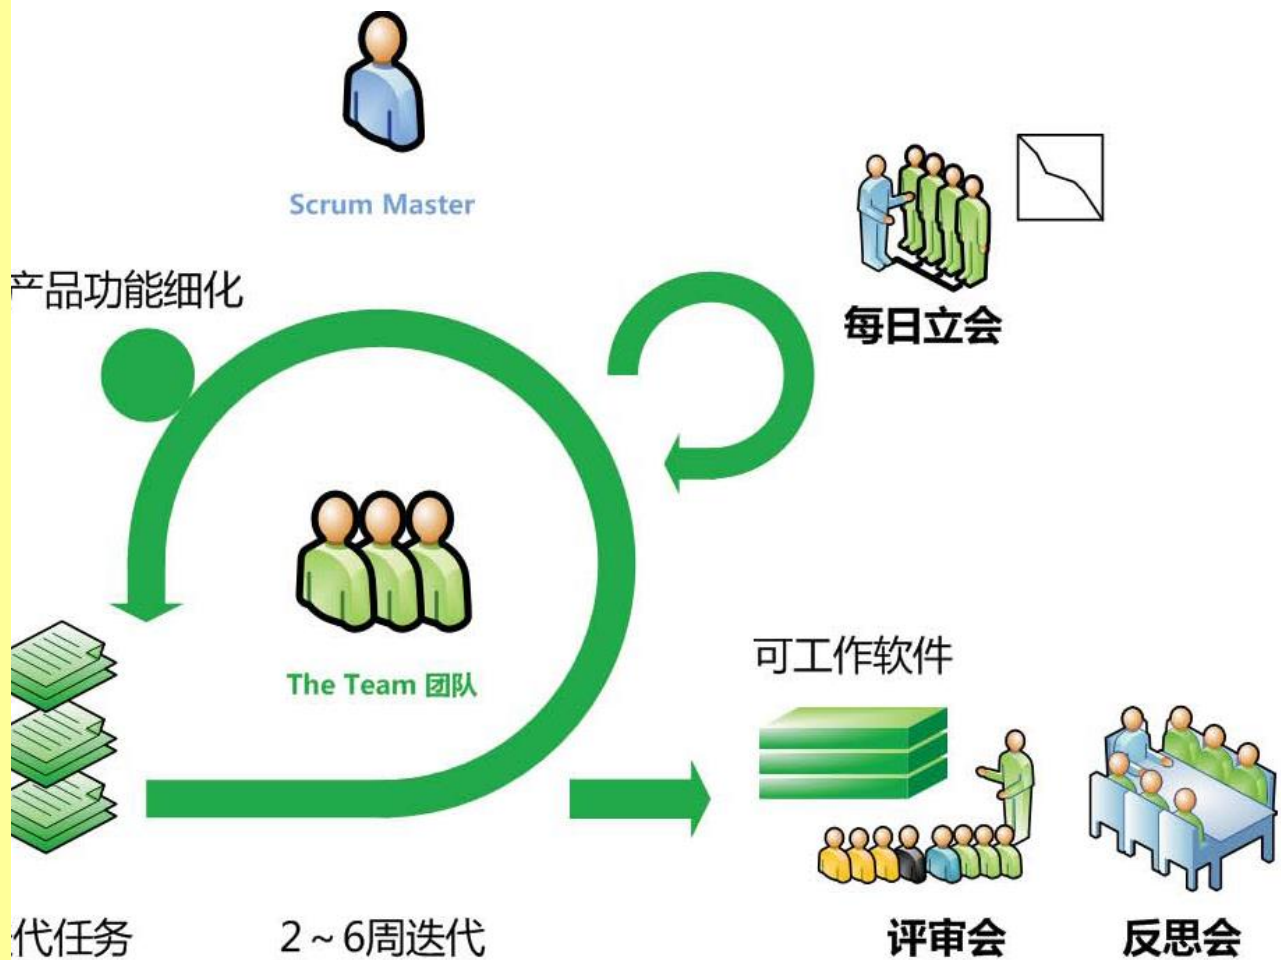 Scrum Master
产品功能细化
每日立会
The Team 团队
可工作软件
代任务
2~6周迭代
评审会
反思会